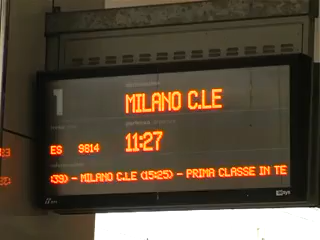 1
MILANO C.LE
ES 9814
11:27
(39) - MILANO C.LE (15:25) - PRIMA CLASSE IN TE